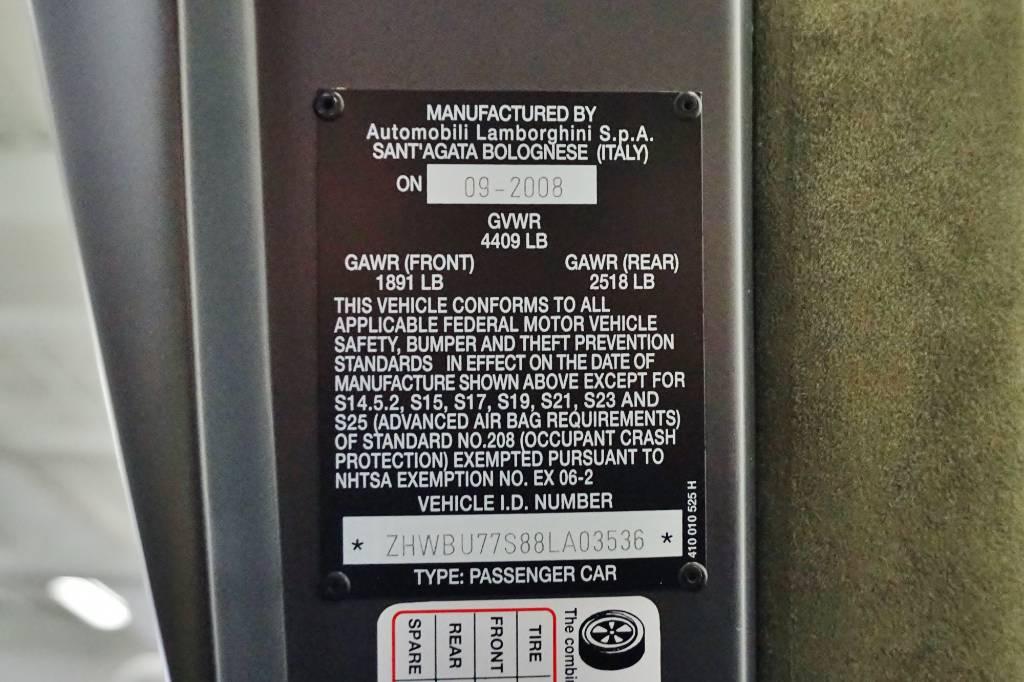 MANUFACTURED BY
Automobili Lamborghini S.p.A.
SANT'AGATA BOLOGNESE (ITALY)
ON 09-2008
GVWR
4409 LB
GAWR (FRONT) GAWR (REAR)
1891 LB 2518 LB
THIS VEHICLE CONFORMS TO ALL
APPLICABLE FEDERAL MOTOR VEHICLE
SAFETY, BUMPER AND THEFT PREVENTION
STANDARDS IN EFFECT ON THE DATE OF
MANUFACTURE SHOWN ABOVE EXCEPT FOR
S14.5.2, S15, S17, S19, S21, S23 AND
S25 (ADVANCED AIR BAG REQUIREMENTS)
OF STANDARD NO.208 (OCCUPANT CRASH
PROTECTION) EXEMPTED PURSUANT TO
NHTSA EXEMPTION NO. EX 06-2
VEHICLE I.D. NUMBER
* ZHWBU77S88LA03536 *
TYPE: PASSENGER CAR
410 010 525 H
The
TIRE
FRONT
REAR
SPARE